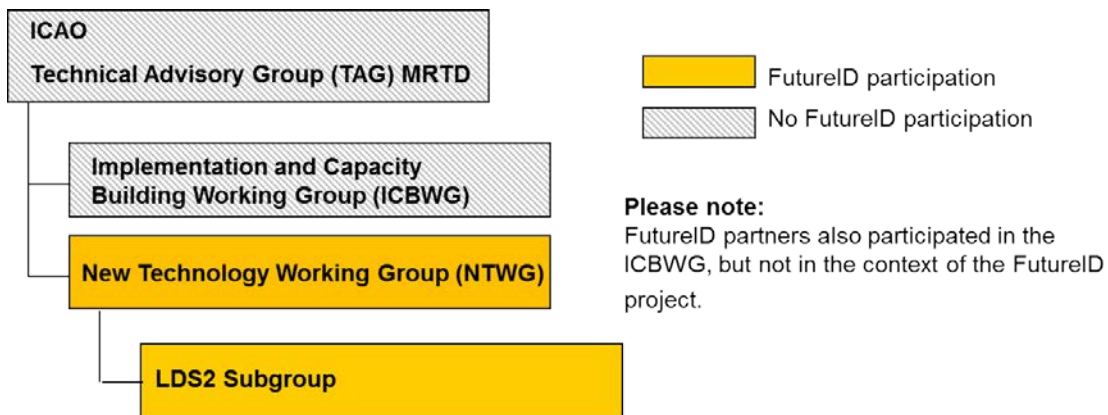 ICAO
Technical Advisory Group (TAG) MRTD
Implementation and Capacity
Building Working Group (ICBWG)
New Technology Working Group (NTWG)
LDS2 Subgroup
FutureID participation
No FutureID participation
Please note:
FutureID partners also participated in the
ICBWG, but not in the context of the FutureID
project.